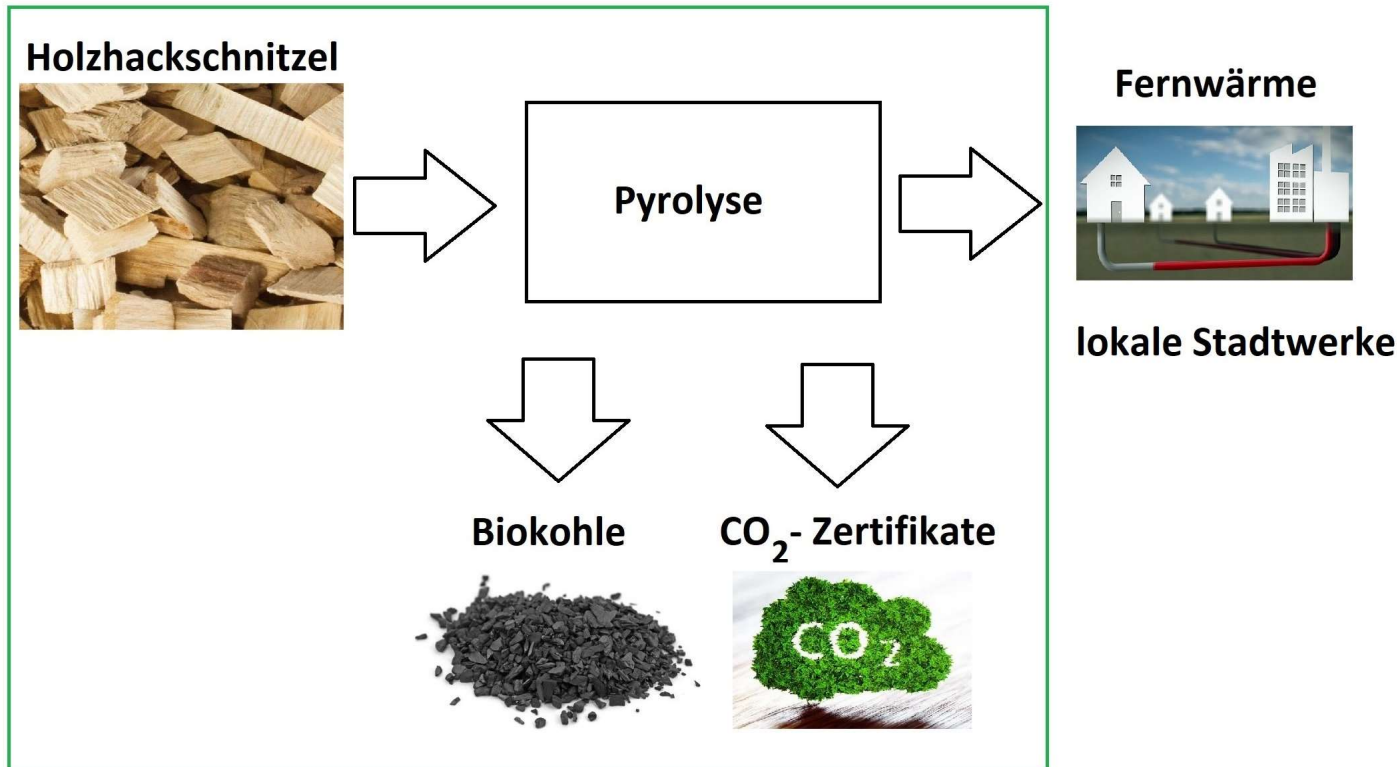 Holzhackschnitzel
Fernwärme
Pyrolyse
lokale Stadtwerke
Biokohle
CO₂- Zertifikate
CO₂